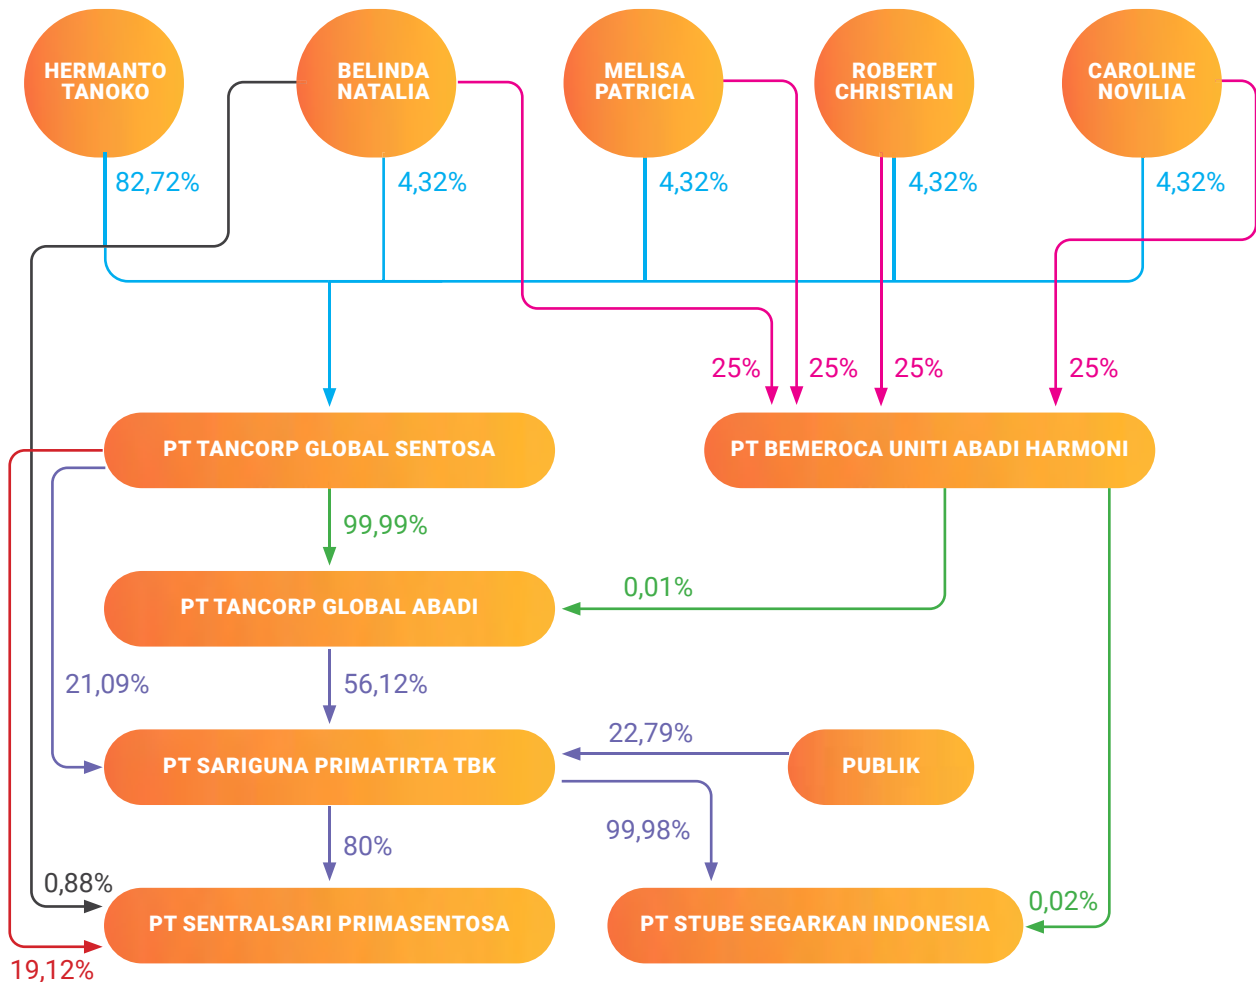 HERMANTO
TANOKO
BELINDA
NATALIA
MELISA
PATRICIA
ROBERT
CHRISTIAN
CAROLINE
NOVILIA
82,72%
4,32%
4,32%
4,32%
4,32%
25%
25%
25%
25%
PT TANCORP GLOBAL SENTOSA
PT BEMEROCA UNITI ABADI HARMONI
99,99%
0,01%
PT TANCORP GLOBAL ABADI
21,09%
56,12%
22,79%
PT SARIGUNA PRIMATIRTA TBK
PUBLIK
99,98%
80%
0,88%
0,02%
PT SENTRALSARI PRIMASENTOSA
PT STUBE SEGARKAN INDONESIA
19,12%